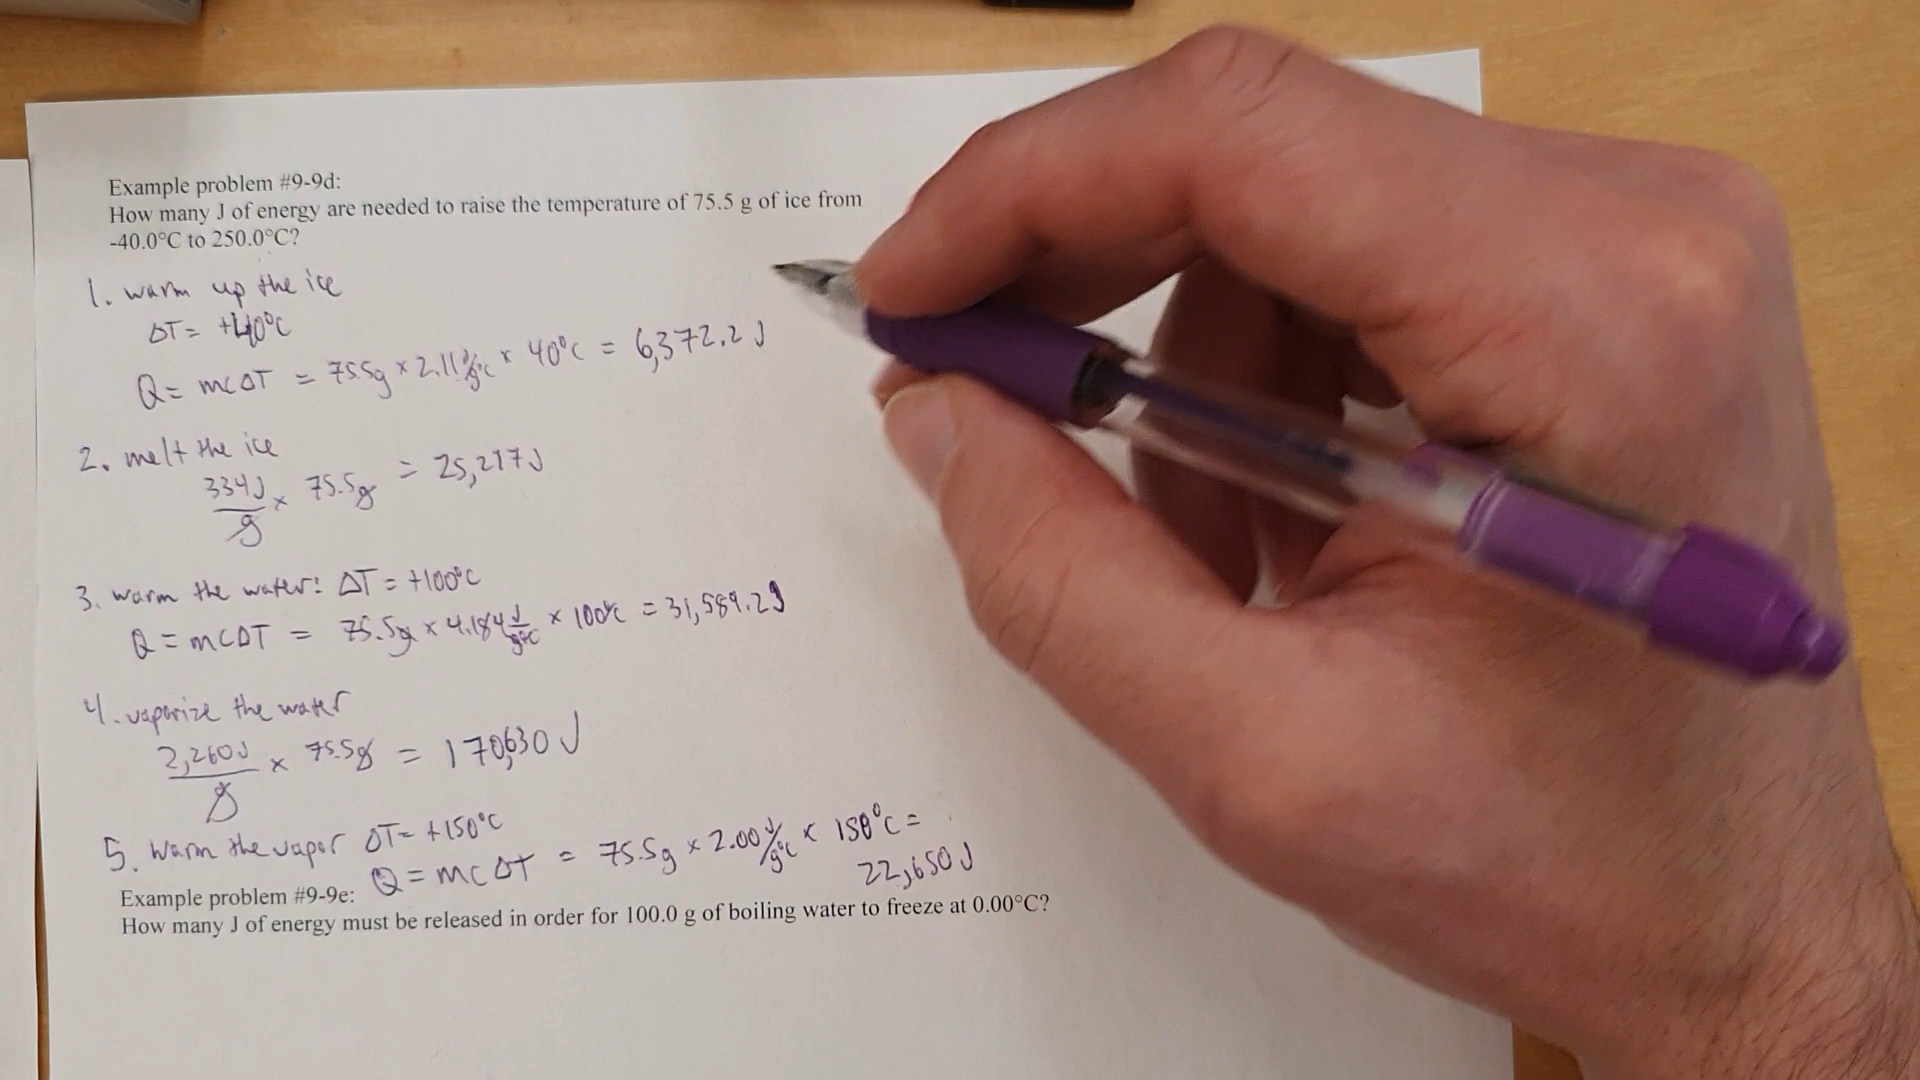 Example problem #9-9d:
How many J of energy are needed to raise the temperature of 75.5 g of ice from
-40.0°C to 250.0°C?
1. warm up the ice
ΔT = +40°C
Q = mcΔT = 75.5g × 2.11 J/g°C × 40°C = 6,372.2 J
2. melt the ice
334J/g × 75.5g = 25,217J
3. warm the water: ΔT = +100°C
Q = mCΔT = 75.5g × 4.184 J/g°C × 100°C = 31,589.2J
4. vaporize the water
2,260J/g × 75.5g = 170,630 J
5. Warm the vapor ΔT = +150°C
Q = mcΔT = 75.5g × 2.00 J/g°C × 150°C =
22,650 J
Example problem #9-9e:
How many J of energy must be released in order for 100.0 g of boiling water to freeze at 0.00°C?